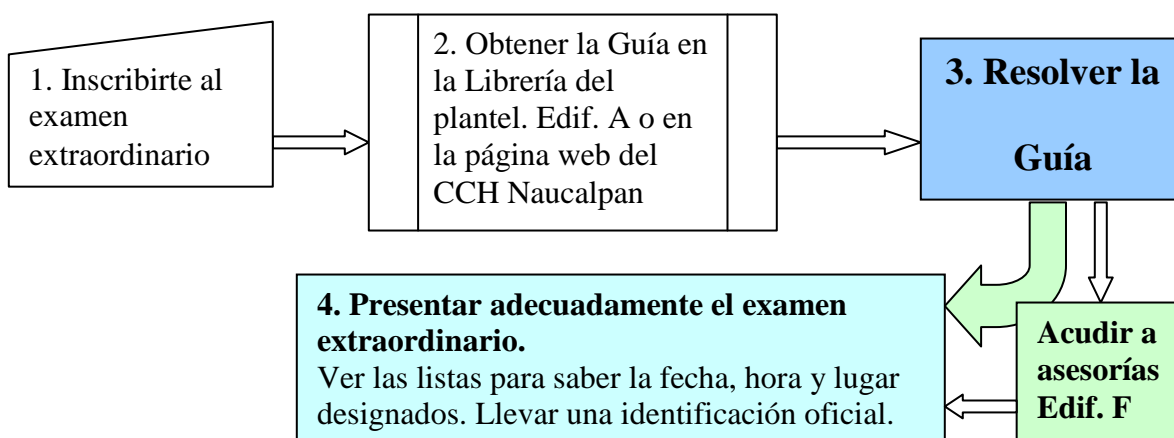 1. Inscribirte al
examen
extraordinario
2. Obtener la Guía en
la Librería del
plantel. Edif. A o en
la página web del
CCH Naucalpan
3. Resolver la
Guía
4. Presentar adecuadamente el examen
extraordinario.
Ver las listas para saber la fecha, hora y lugar
designados. Llevar una identificación oficial.
Acudir a
asesorías
Edif. F